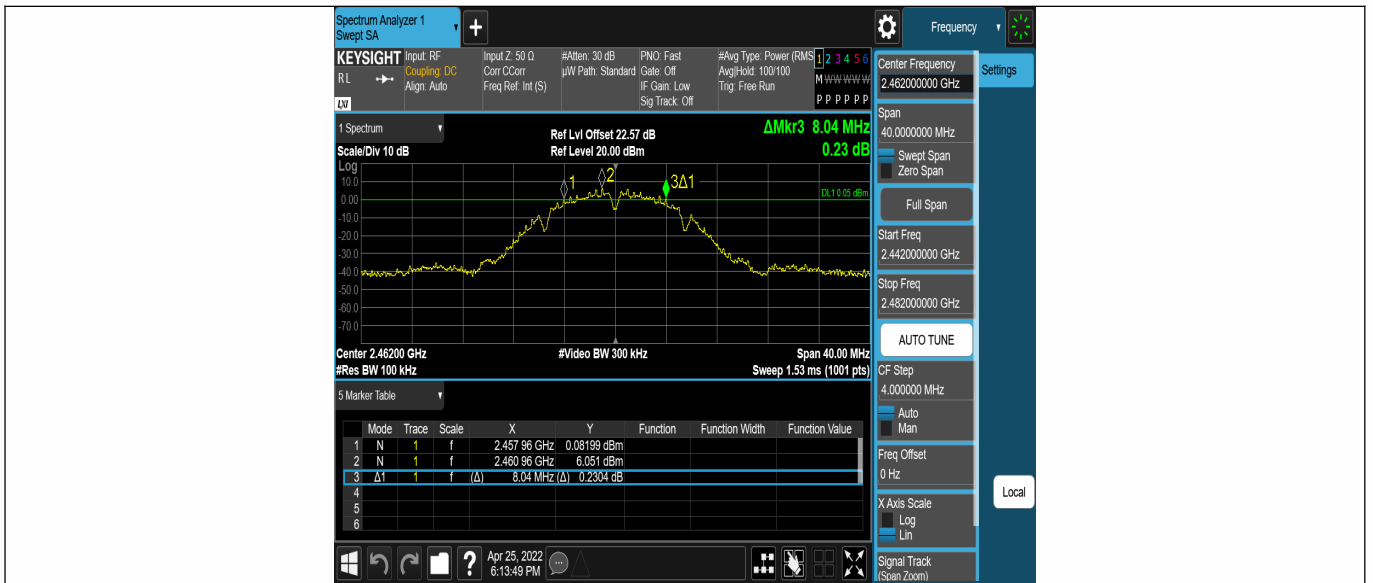 Spectrum Analyzer 1
Swept SA
+
Frequency
KEYSIGHT
R L
LXI
Input: RF
Coupling: DC
Align: Auto
Input Z: 50 Ω
Corr CCorr
Freq Ref: Int (S)
#Atten: 30 dB
µW Path: Standard
PNO: Fast
Gate: Off
IF Gain: Low
Sig Track: Off
#Avg Type: Power (RMS
Avg|Hold: 100/100
Trig: Free Run
1 2 3 4 5 6
M W W W W W
P P P P P P
1 Spectrum
Scale/Div 10 dB
Ref Lvl Offset 22.57 dB
Ref Level 20.00 dBm
ΔMkr3 8.04 MHz
0.23 dB
Log
10.0
0.00
-10.0
-20.0
-30.0
-40.0
-50.0
-60.0
-70.0
1
2
3Δ1
DL1 0.05 dBm
Center 2.46200 GHz
#Video BW 300 kHz
Span 40.00 MHz
#Res BW 100 kHz
Sweep 1.53 ms (1001 pts)
5 Marker Table
Mode Trace Scale X Y Function Function Width Function Value
1 N 1 f 2.457 96 GHz 0.08199 dBm
2 N 1 f 2.460 96 GHz 6.051 dBm
3 Δ1 1 f (Δ) 8.04 MHz (Δ) 0.2304 dB
4
5
6
?
Apr 25, 2022
6:13:49 PM
Center Frequency
2.462000000 GHz
Span
40.0000000 MHz
Swept Span
Zero Span
Full Span
Start Freq
2.442000000 GHz
Stop Freq
2.482000000 GHz
AUTO TUNE
CF Step
4.000000 MHz
Auto
Man
Freq Offset
0 Hz
X Axis Scale
Log
Lin
Signal Track
(Span Zoom)
Settings
Local